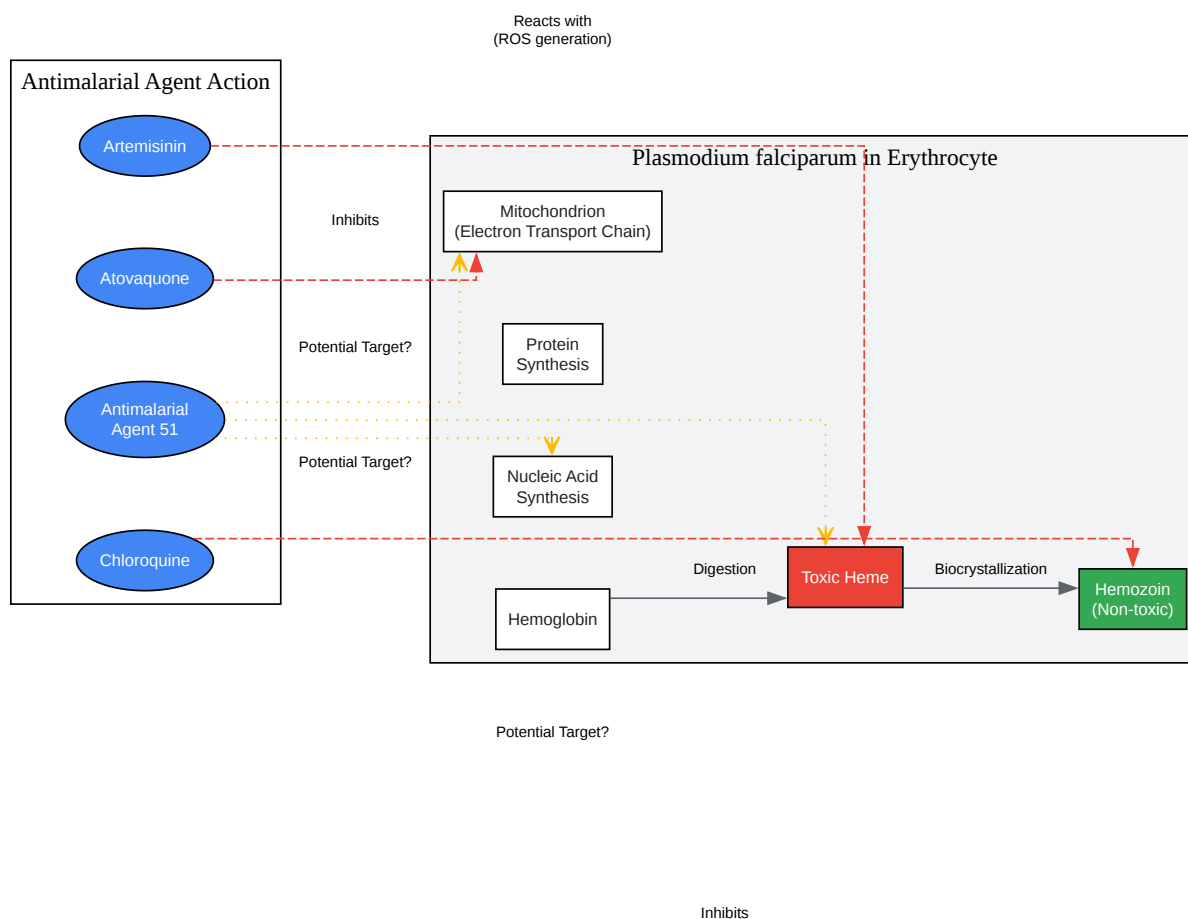 Reacts with
(ROS generation)
Antimalarial Agent Action
Artemisinin
Plasmodium falciparum in Erythrocyte
Mitochondrion
(Electron Transport Chain)
Inhibits
Atovaquone
Potential Target?
Protein
Synthesis
Antimalarial
Agent 51
Potential Target?
Nucleic Acid
Synthesis
Chloroquine
Digestion
Toxic Heme
Biocrystallization
Hemozoin
(Non-toxic)
Hemoglobin
Potential Target?
Inhibits